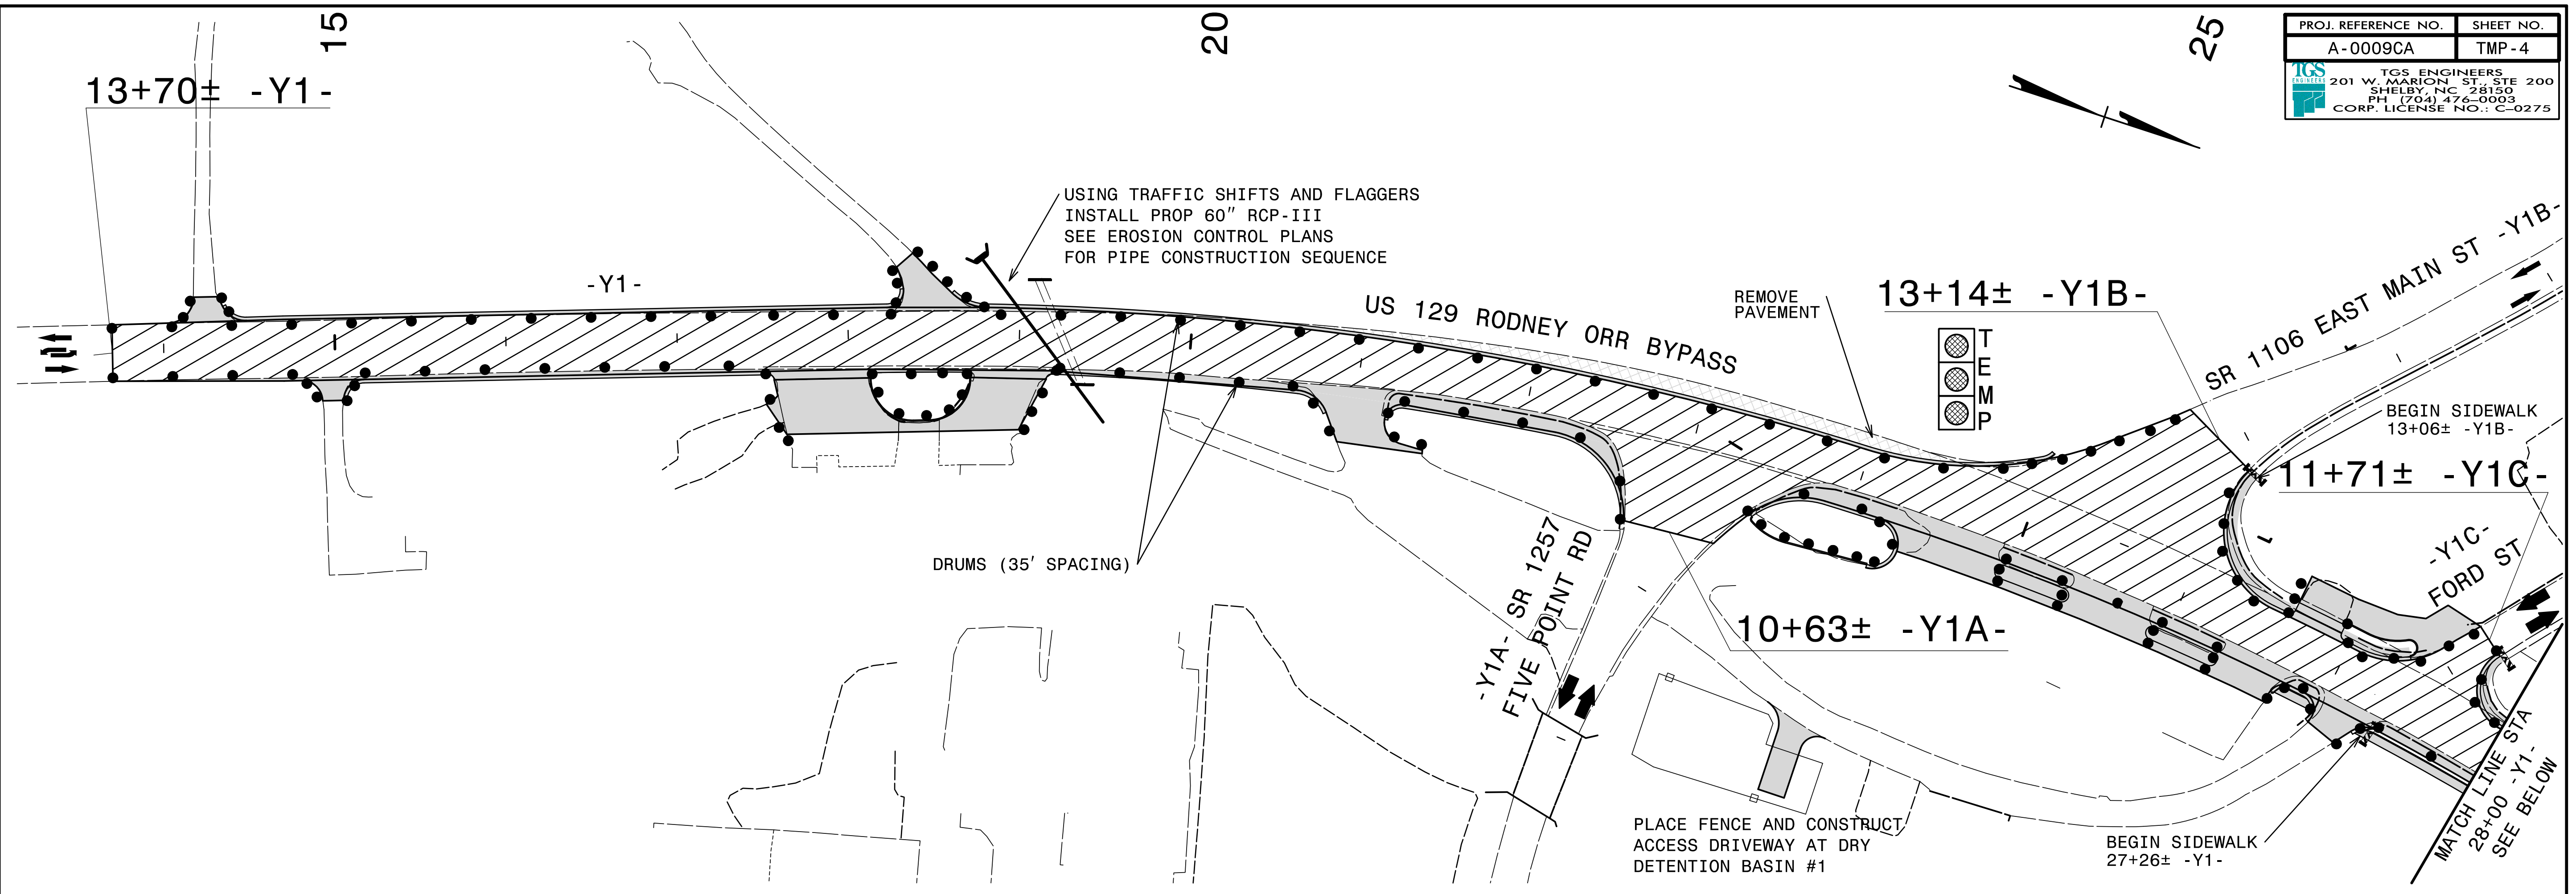 15
20
25
PROJ. REFERENCE NO.
SHEET NO.
A-0009CA
TMP-4
TGS
ENGINEERS
TGS ENGINEERS
201 W. MARION ST., STE 200
SHELBY, NC 28150
PH (704) 476-0003
CORP. LICENSE NO.: C-0275
13+70± -Y1-
USING TRAFFIC SHIFTS AND FLAGGERS
INSTALL PROP 60" RCP-III
SEE EROSION CONTROL PLANS
FOR PIPE CONSTRUCTION SEQUENCE
-Y1-
US 129 RODNEY ORR BYPASS
REMOVE
PAVEMENT
13+14± -Y1B-
TEMP
SR 1106 EAST MAIN ST -Y1B-
BEGIN SIDEWALK
13+06± -Y1B-
11+71± -Y1C-
-Y1C-
FORD ST
DRUMS (35' SPACING)
-Y1A- SR 1257
FIVE POINT RD
10+63± -Y1A-
PLACE FENCE AND CONSTRUCT
ACCESS DRIVEWAY AT DRY
DETENTION BASIN #1
BEGIN SIDEWALK
27+26± -Y1-
MATCH LINE STA
28+00 -Y1-
SEE BELOW